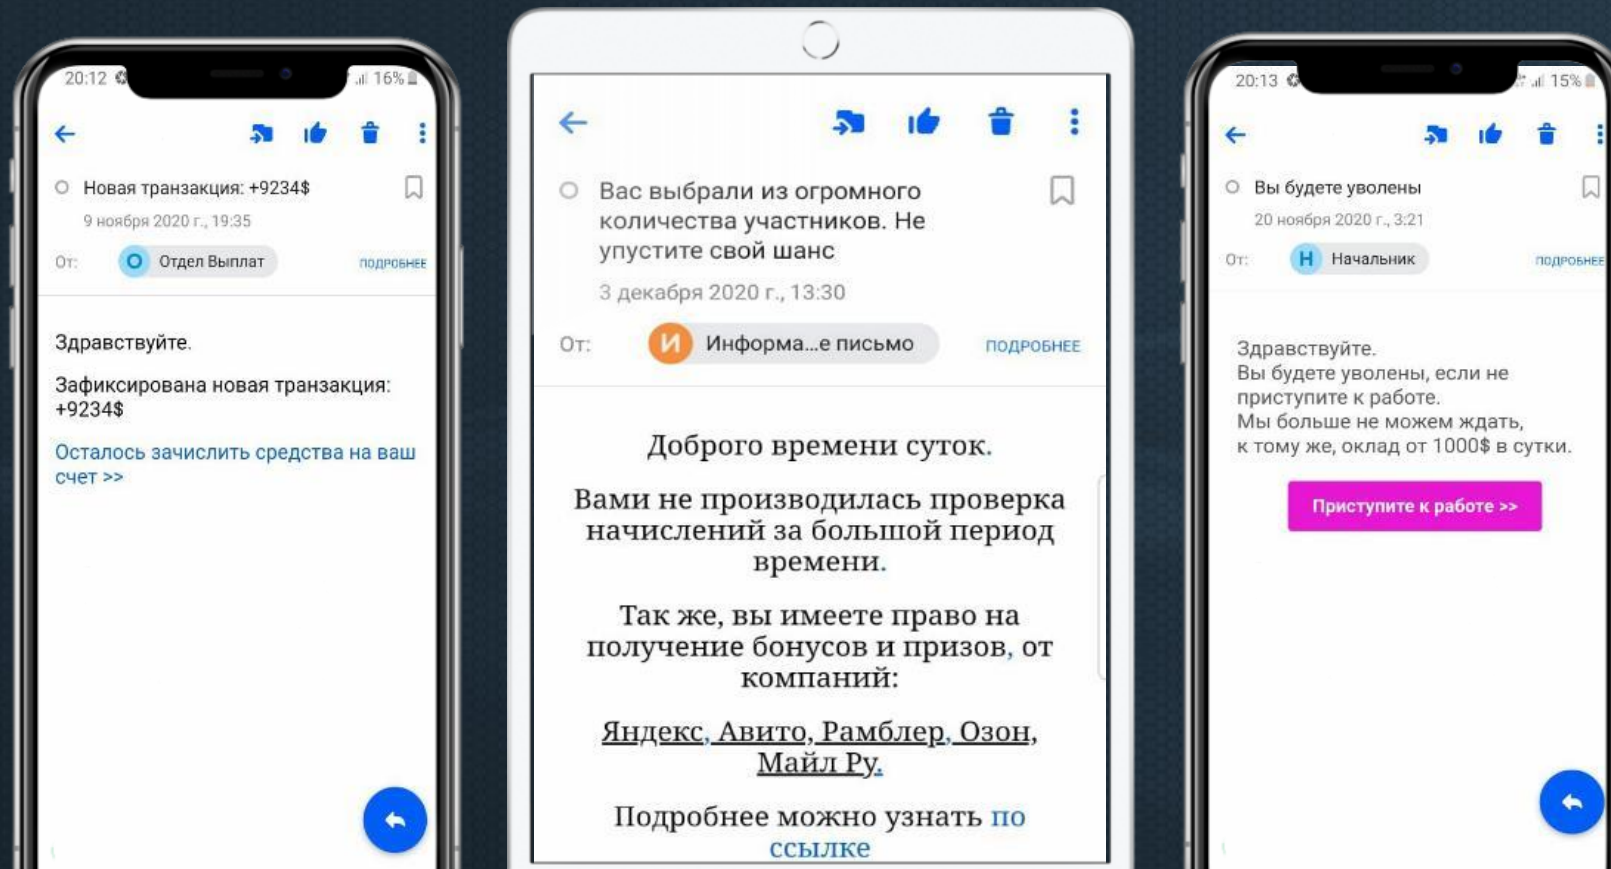 20:12
16%
Новая транзакция: +9234$
9 ноября 2020 г., 19:35
От:
О
Отдел Выплат
ПОДРОБНЕЕ
Здравствуйте.
Зафиксирована новая транзакция:
+9234$
Осталось зачислить средства на ваш
счет >>
Вас выбрали из огромного
количества участников. Не
упустите свой шанс
3 декабря 2020 г., 13:30
От:
И
Информа...е письмо
ПОДРОБНЕЕ
Доброго времени суток.
Вами не производилась проверка
начислений за большой период
времени.
Так же, вы имеете право на
получение бонусов и призов, от
компаний:
Яндекс, Авито, Рамблер, Озон,
Майл Ру.
Подробнее можно узнать по
ссылке
20:13
15%
Вы будете уволены
20 ноября 2020 г., 3:21
От:
Н
Начальник
ПОДРОБНЕЕ
Здравствуйте.
Вы будете уволены, если не
приступите к работе.
Мы больше не можем ждать,
к тому же, оклад от 1000$ в сутки.
Приступите к работе >>